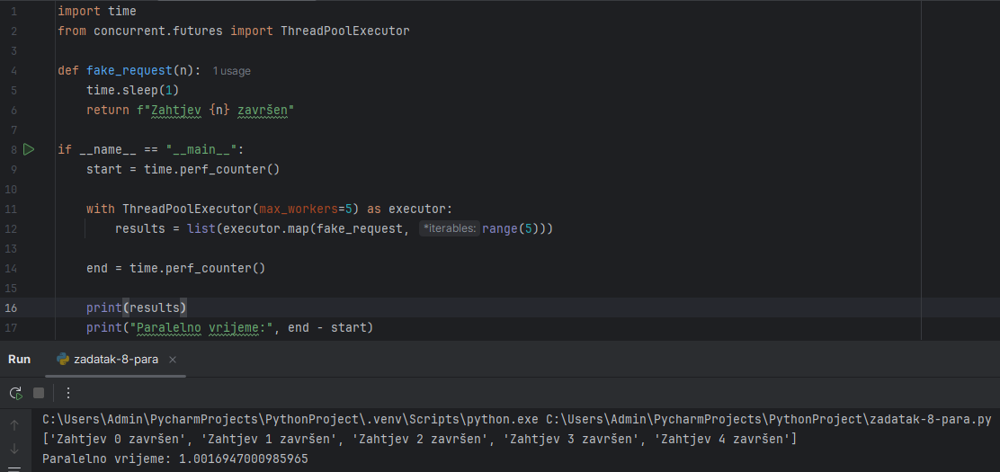 1 import time
2 from concurrent.futures import ThreadPoolExecutor
3
4 def fake_request(n): 1 usage
5     time.sleep(1)
6     return f"Zahtjev {n} završen"
7
8 if __name__ == "__main__":
9     start = time.perf_counter()
10
11     with ThreadPoolExecutor(max_workers=5) as executor:
12         results = list(executor.map(fake_request, *iterables: range(5)))
13
14     end = time.perf_counter()
15
16     print(results)
17     print("Paralelno vrijeme:", end - start)
Run zadatak-8-para ×
C:\Users\Admin\PycharmProjects\PythonProject\.venv\Scripts\python.exe C:\Users\Admin\PycharmProjects\PythonProject\zadatak-8-para.py
['Zahtjev 0 završen', 'Zahtjev 1 završen', 'Zahtjev 2 završen', 'Zahtjev 3 završen', 'Zahtjev 4 završen']
Paralelno vrijeme: 1.0016947000985965